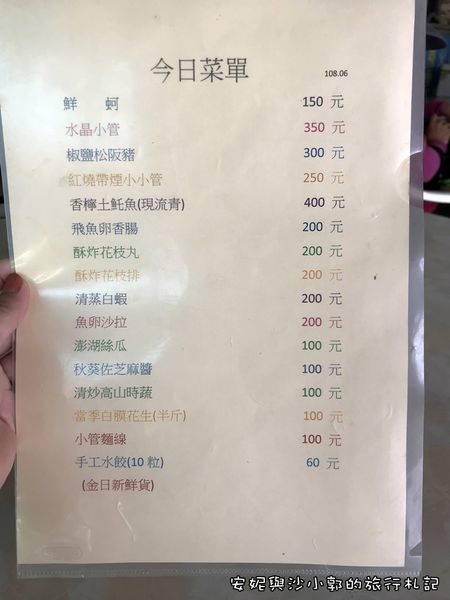 今日菜單 108.06
鮮 蚵 150 元
水晶小管 350 元
椒鹽松阪豬 300 元
紅燒帶煙小小管 250 元
香檸土魠魚(現流青) 400 元
飛魚卵香腸 200 元
酥炸花枝丸 200 元
酥炸花枝排 200 元
清蒸白蝦 200 元
魚卵沙拉 200 元
澎湖絲瓜 100 元
秋葵佐芝麻醬 100 元
清炒高山時蔬 100 元
當季白膜花生(半斤) 100 元
小管麵線 100 元
手工水餃(10 粒) 60 元
(金日新鮮貨)
安妮與沙小郭的旅行札記